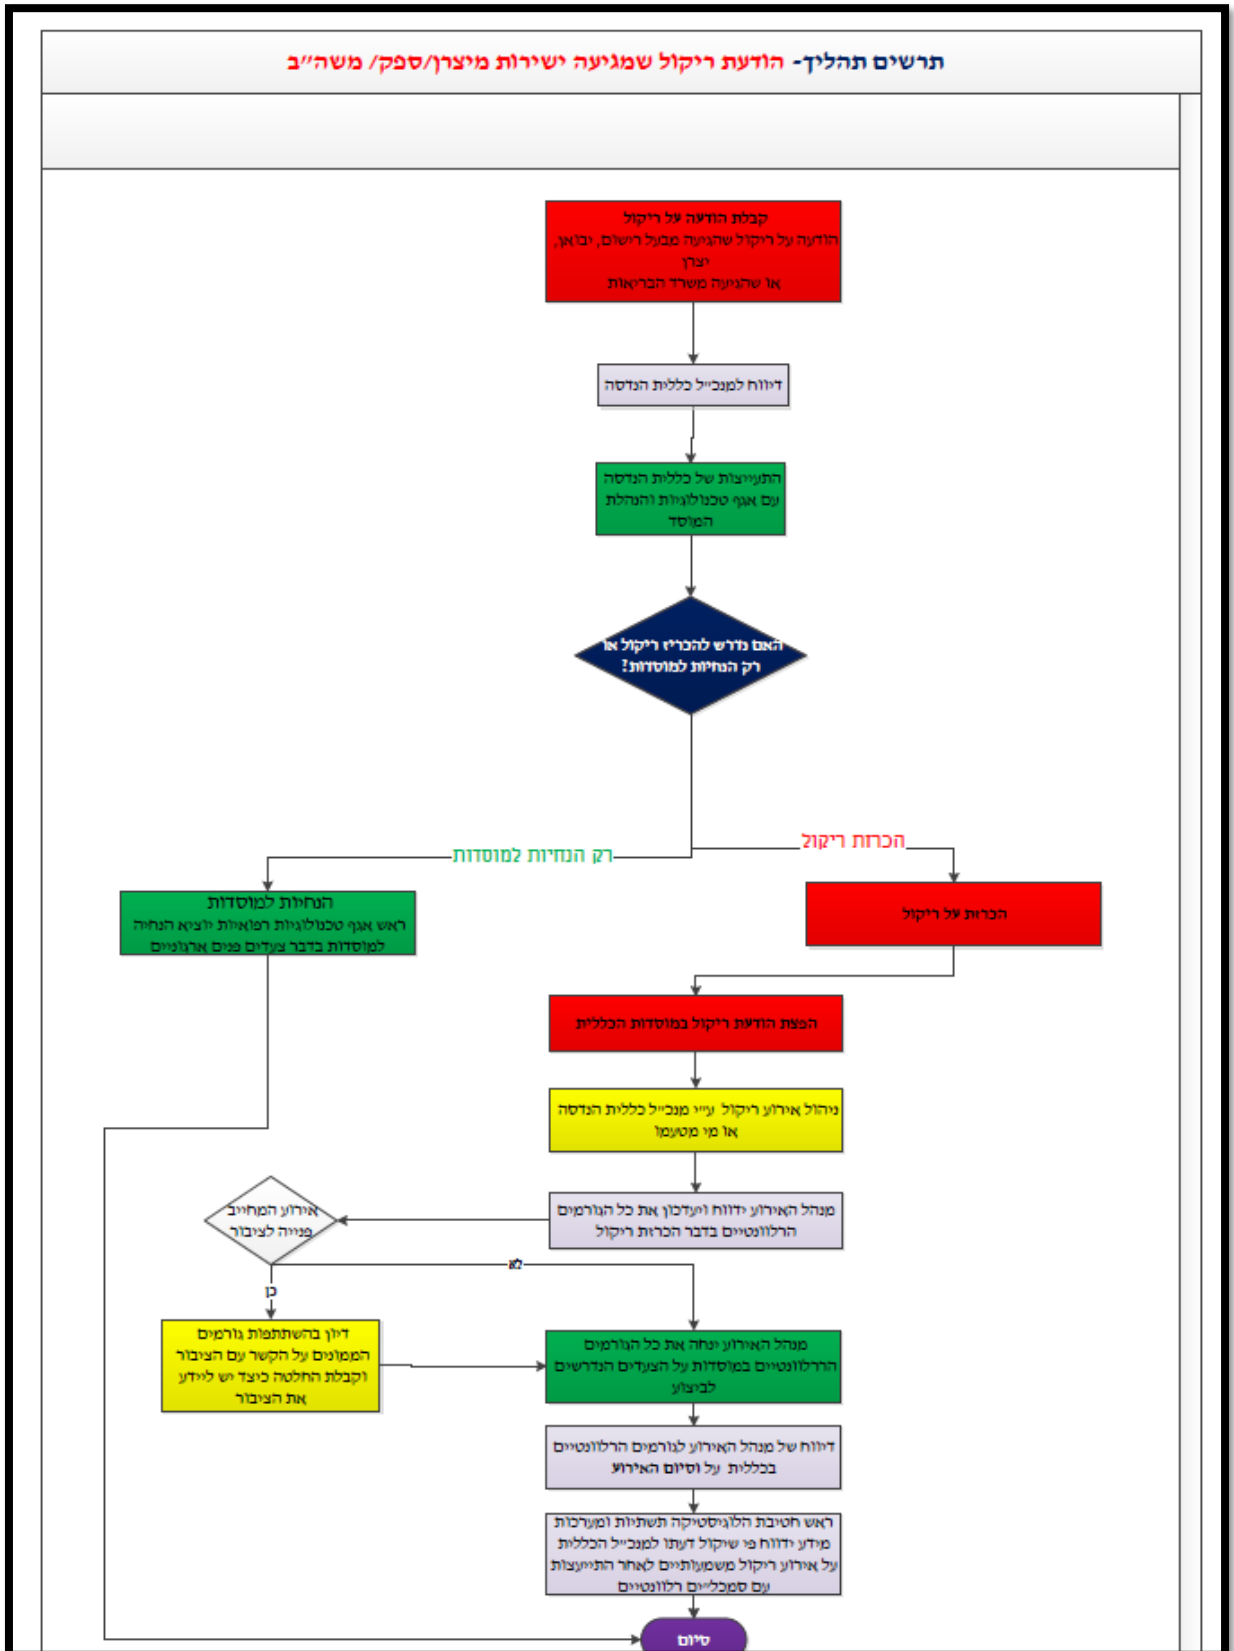 תרשים תהליך- הודעת ריקול שמגיעה ישירות מיצרן/ספק/ משה״ב
קבלת הודעה על ריקול
הודעה על ריקול שהגיעה מבעל רישום, יבואן,
יצרן
או שהגיעה משרד הבריאות
דיווח למנכ״ל כללית הנדסה
התייעצות של כללית הנדסה
עם אגף טכנולוגיות והנהלת
המוסד
האם נדרש להכריז ריקול או
רק הנחיות למוסדות?
הכרזת ריקול
רק הנחיות למוסדות
הכרזת על ריקול
הנחיות למוסדות
ראש אגף טכנולוגיות רפואיות יוציא הנחיה
למוסדות בדבר צעדים פנים ארגוניים
הפצת הודעת ריקול במוסדות הכללית
ניהול אירוע ריקול ע״י מנכ״ל כללית הנדסה
או מי מטעמו
מנהל האירוע ידווח ויעדכון את כל הגורמים
הרלוונטיים בדבר הכרזת ריקול
אירוע המחייב
פנייה לציבור
לא
כן
דיון בהשתתפות גורמים
הממונים על הקשר עם הציבור
וקבלת החלטה כיצד יש ליידע
את הציבור
מנהל האירוע ינחה את כל הגורמים
הררלוונטיים במוסדות על הצעדים הנדרשים
לביצוע
דיווח של מנהל האירוע לגורמים הרלוונטיים
בכללית על וסיום האירוע
ראש חטיבת הלוגיסטיקה תשתיות ומערכות
מידע ידווח פי שיקול דעתו למנכ״ל הכללית
על אירוע ריקול משמעותיים לאחר התייעצות
עם סמכלי״ם רלוונטיים
סיום